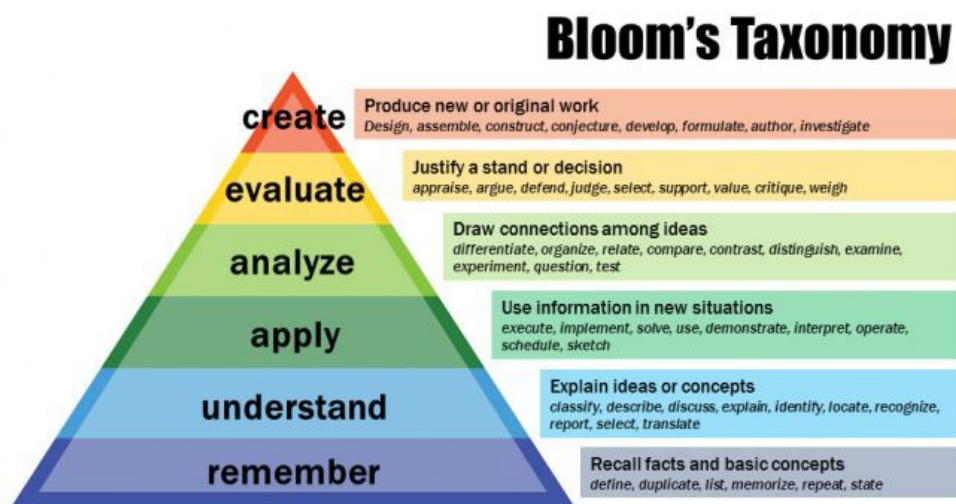 Bloom's Taxonomy
create
Produce new or original work
Design, assemble, construct, conjecture, develop, formulate, author, investigate
evaluate
Justify a stand or decision
appraise, argue, defend, judge, select, support, value, critique, weigh
analyze
Draw connections among ideas
differentiate, organize, relate, compare, contrast, distinguish, examine,
experiment, question, test
apply
Use information in new situations
execute, implement, solve, use, demonstrate, interpret, operate,
schedule, sketch
understand
Explain ideas or concepts
classify, describe, discuss, explain, identify, locate, recognize,
report, select, translate
remember
Recall facts and basic concepts
define, duplicate, list, memorize, repeat, state